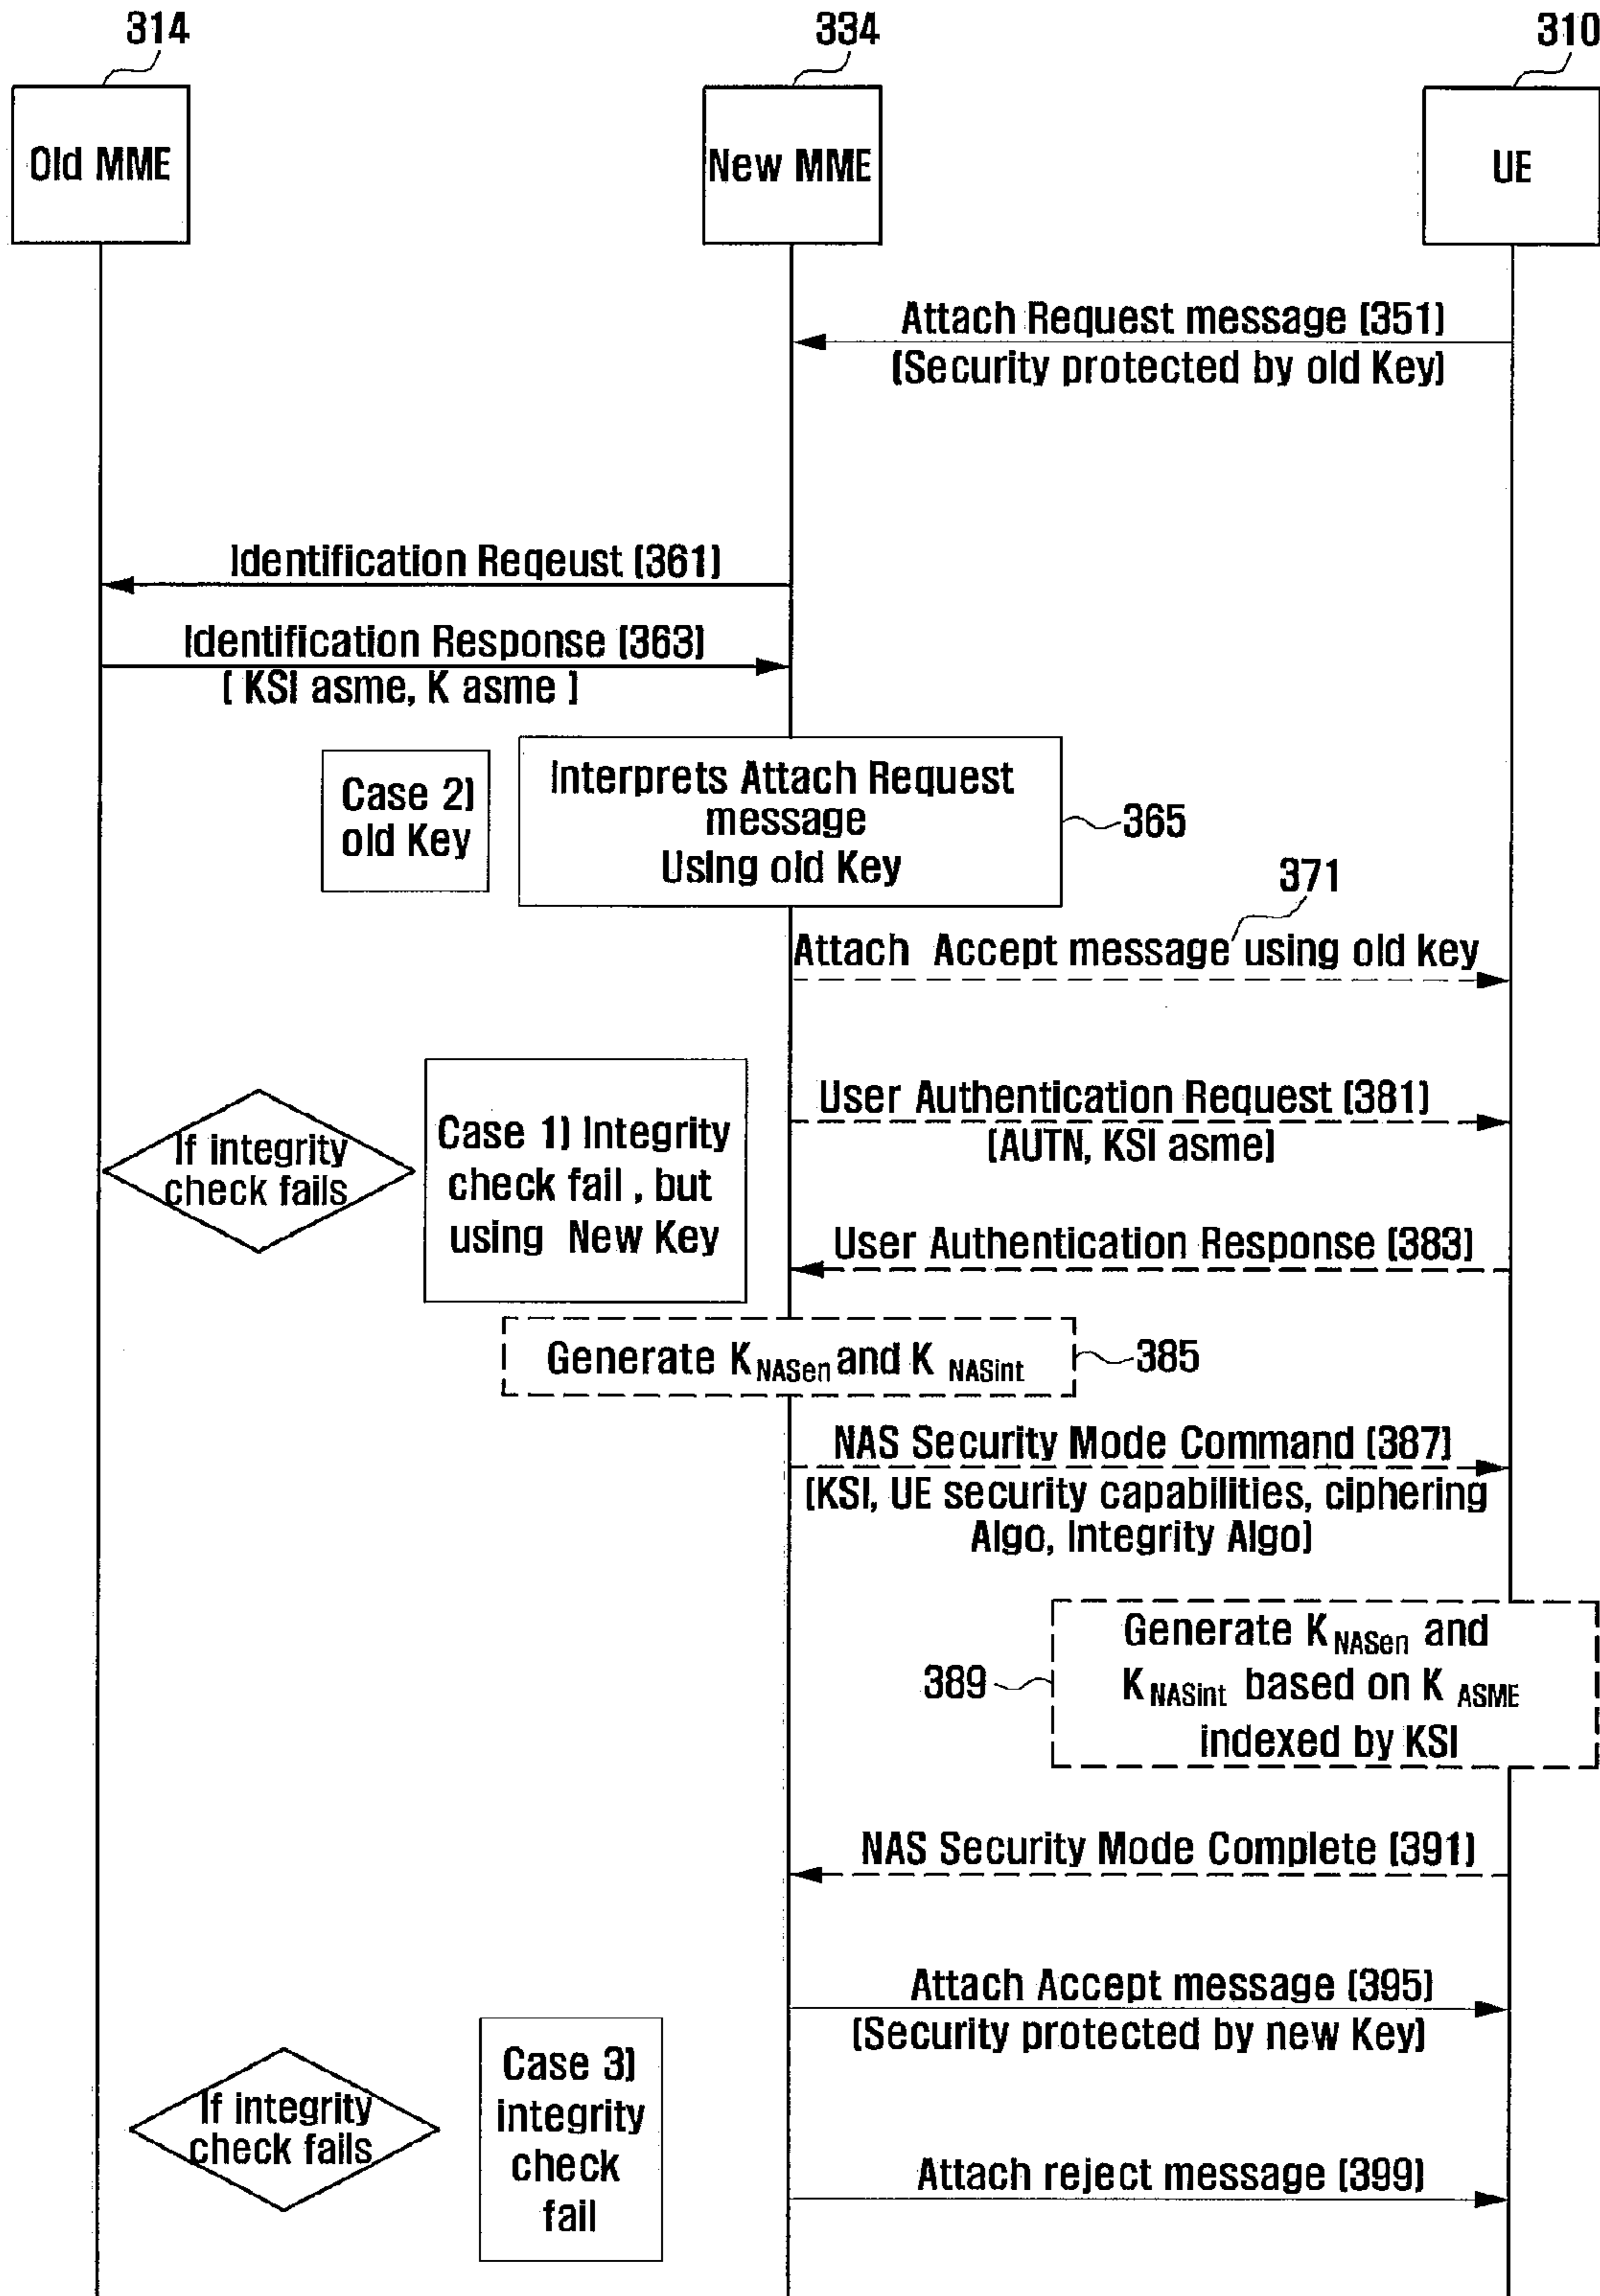 314
334
310
Old MME
New MME
UE
Attach Request message (351)
(Security protected by old Key)
Identification Reqeust (361)
Identification Response (363)
( KSI asme, K asme )
Case 2)
old Key
Interprets Attach Request
message
Using old Key
365
371
Attach Accept message using old key
If integrity
check fails
Case 1) Integrity
check fail , but
using New Key
User Authentication Request (381)
(AUTN, KSI asme)
User Authentication Response (383)
Generate K NASen and K NASint
385
NAS Security Mode Command (387)
(KSI, UE security capabilities, ciphering
Algo, Integrity Algo)
Generate K NASen and
K NASint based on K ASME
indexed by KSI
389
NAS Security Mode Complete (391)
Attach Accept message (395)
(Security protected by new Key)
If integrity
check fails
Case 3)
integrity
check
fail
Attach reject message (399)